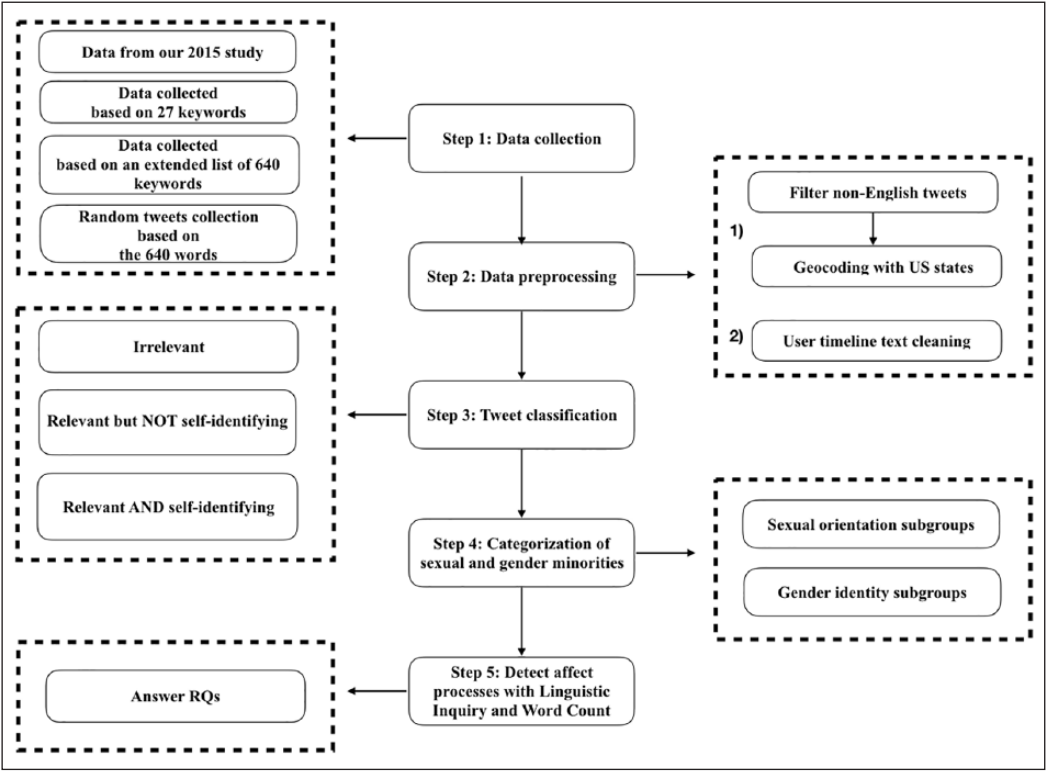 Data from our 2015 study
Data collected
based on 27 keywords
Data collected
based on an extended list of 640
keywords
Random tweets collection
based on
the 640 words
Step 1: Data collection
Step 2: Data preprocessing
Filter non-English tweets
1)
Geocoding with US states
2)
User timeline text cleaning
Step 3: Tweet classification
Irrelevant
Relevant but NOT self-identifying
Relevant AND self-identifying
Step 4: Categorization of
sexual and gender minorities
Sexual orientation subgroups
Gender identity subgroups
Step 5: Detect affect
processes with Linguistic
Inquiry and Word Count
Answer RQs